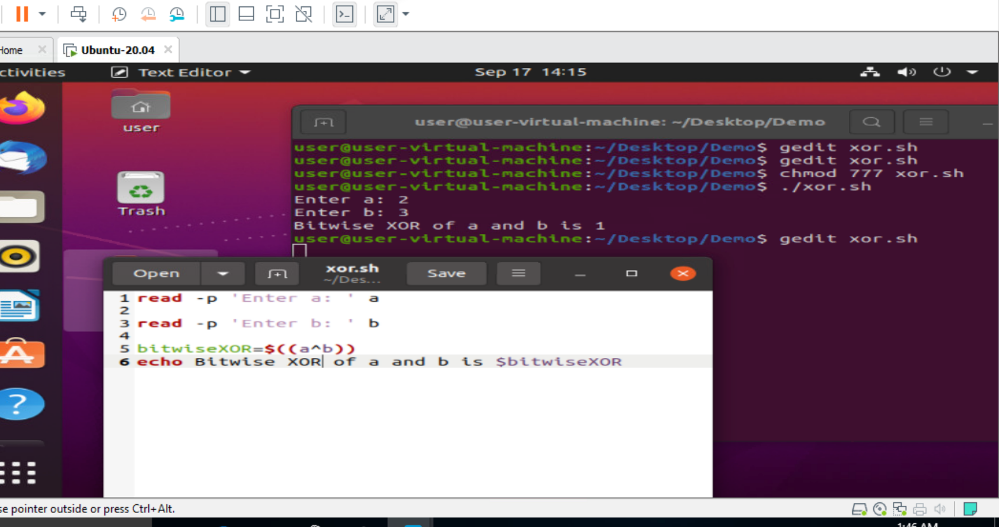 Home
Ubuntu-20.04
ctivities
Text Editor
Sep 17 14:15
user
Trash
user@user-virtual-machine: ~/Desktop/Demo
user@user-virtual-machine:~/Desktop/Demo$ gedit xor.sh
user@user-virtual-machine:~/Desktop/Demo$ gedit xor.sh
user@user-virtual-machine:~/Desktop/Demo$ chmod 777 xor.sh
user@user-virtual-machine:~/Desktop/Demo$ ./xor.sh
Enter a: 2
Enter b: 3
Bitwise XOR of a and b is 1
user@user-virtual-machine:~/Desktop/Demo$ gedit xor.sh
Open
xor.sh
~/Des...
Save
1 read -p 'Enter a: ' a
2
3 read -p 'Enter b: ' b
4
5 bitwiseXOR=$((a^b))
6 echo Bitwise XOR of a and b is $bitwiseXOR
se pointer outside or press Ctrl+Alt.
1:46 AM